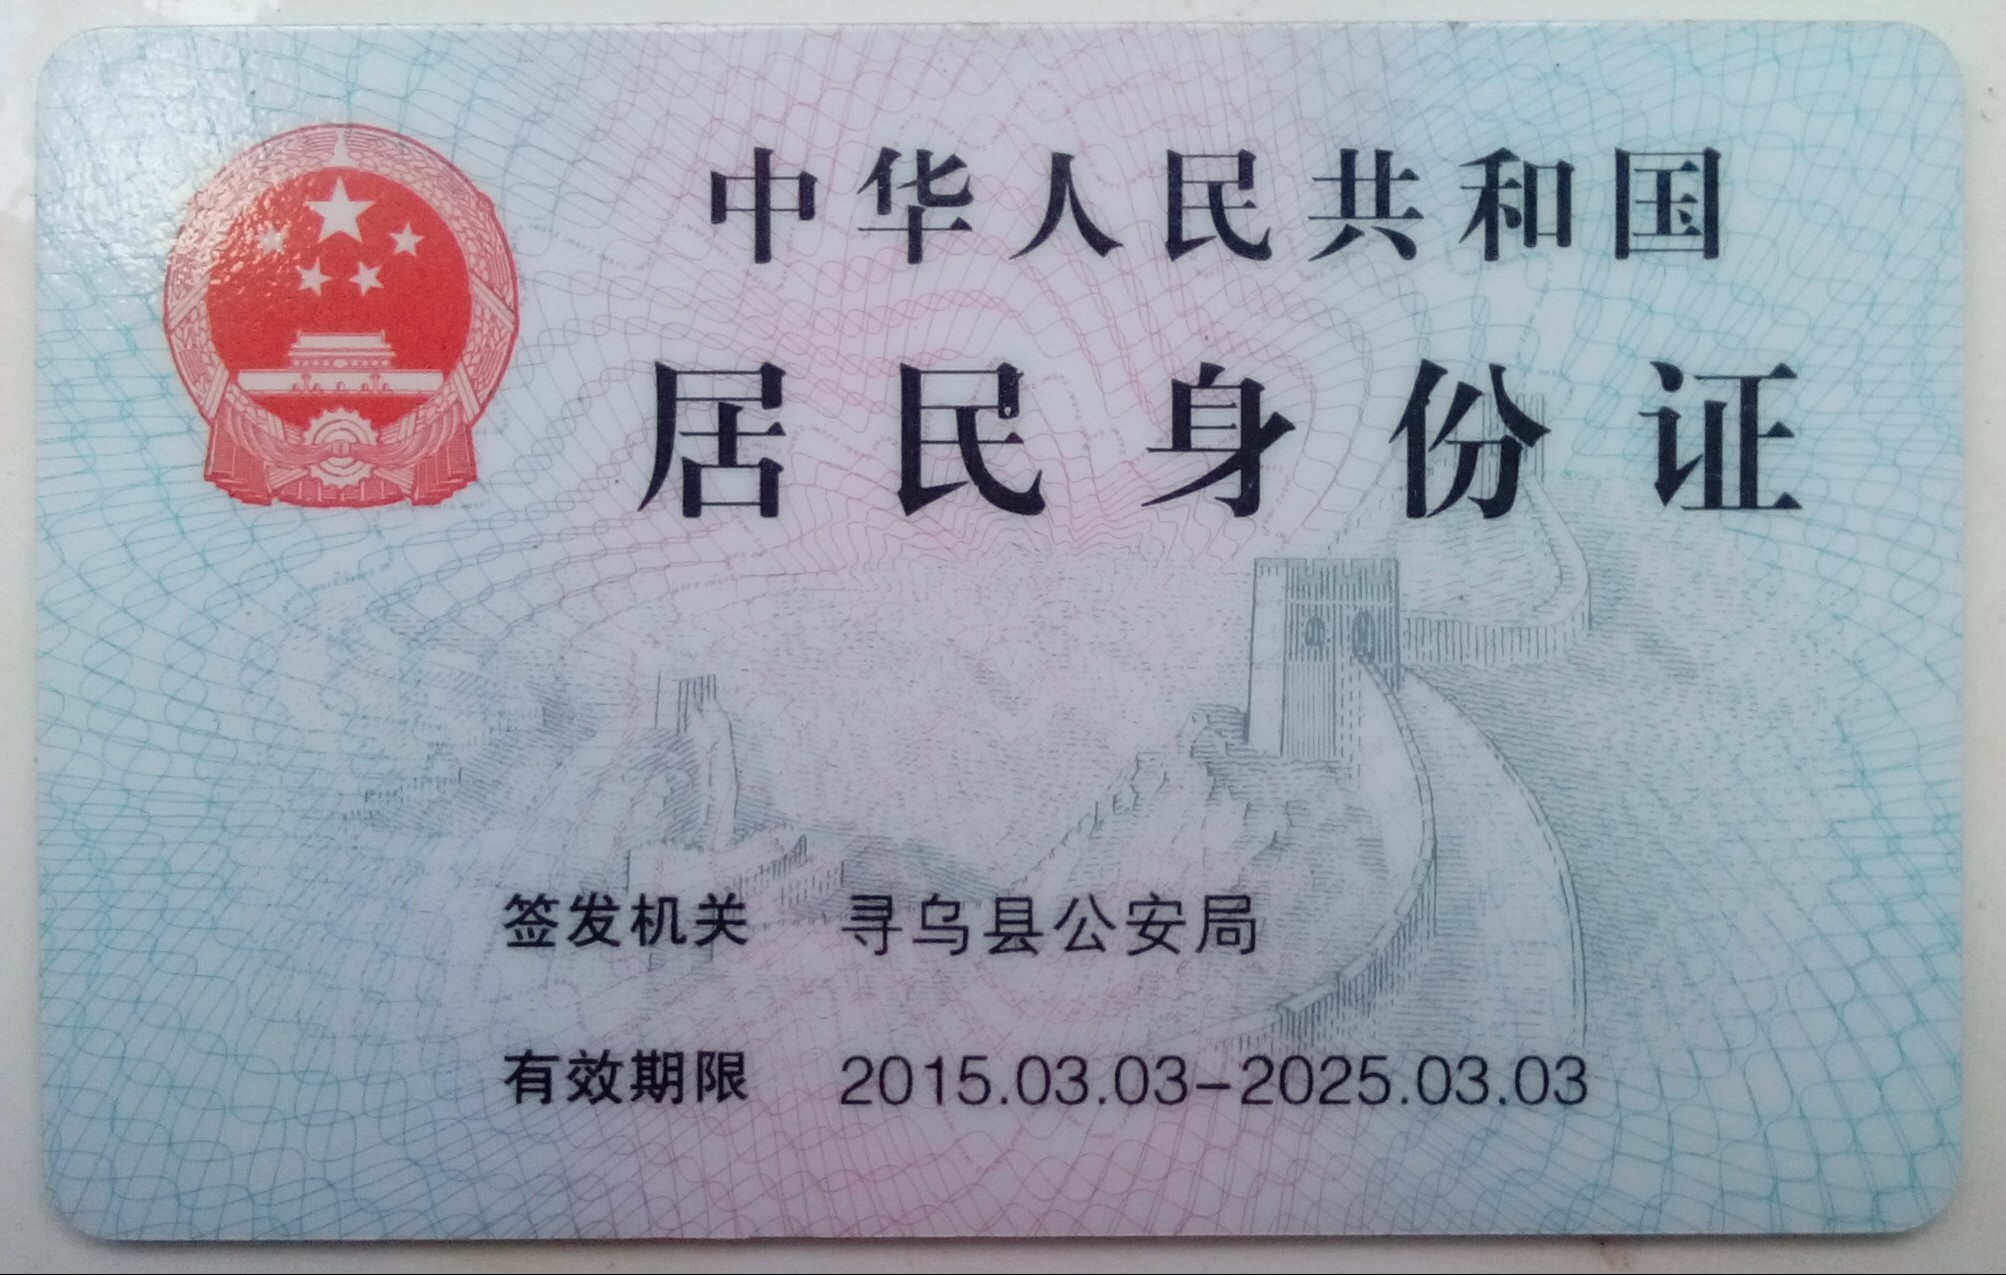 中华人民共和国
居民身份证
签发机关 寻乌县公安局
有效期限 2015.03.03-2025.03.03